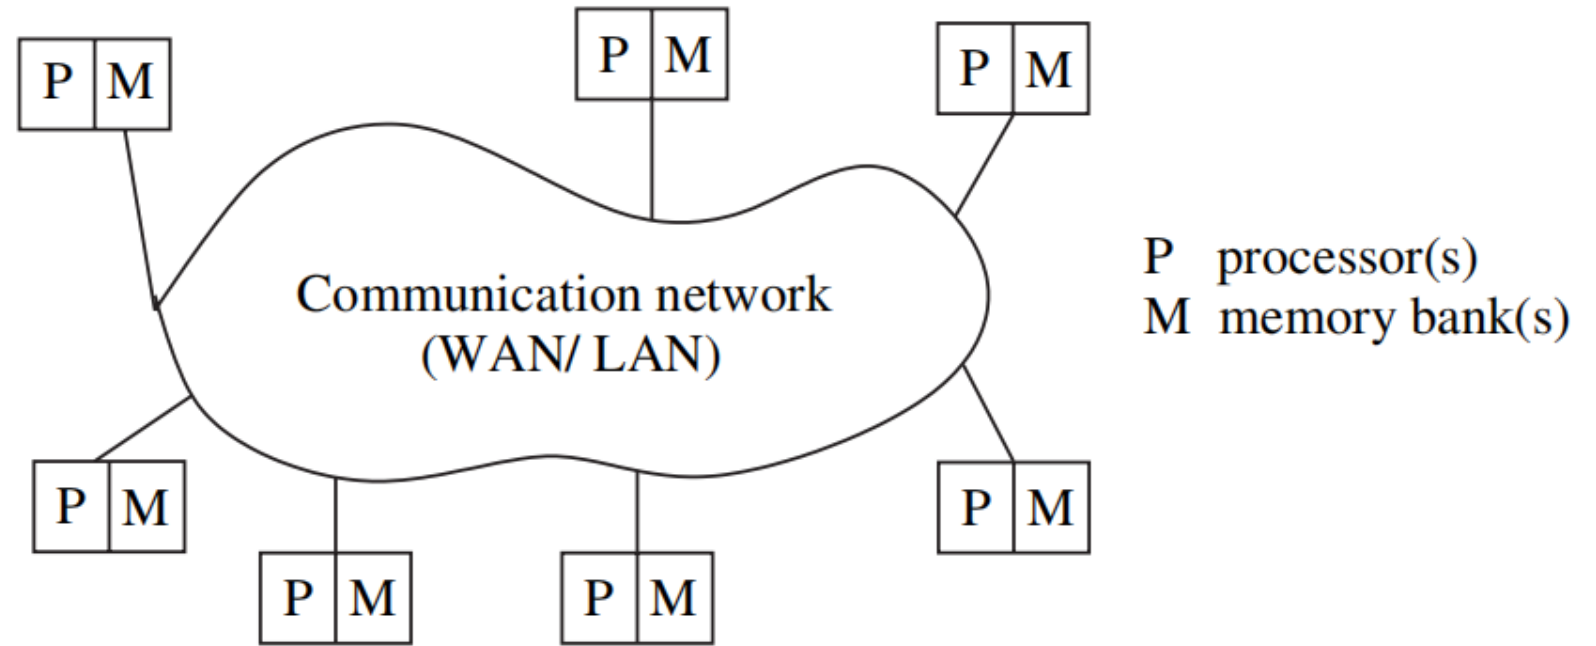 P M
P M
P M
Communication network
(WAN/ LAN)
P processor(s)
M memory bank(s)
P M
P M
P M
P M